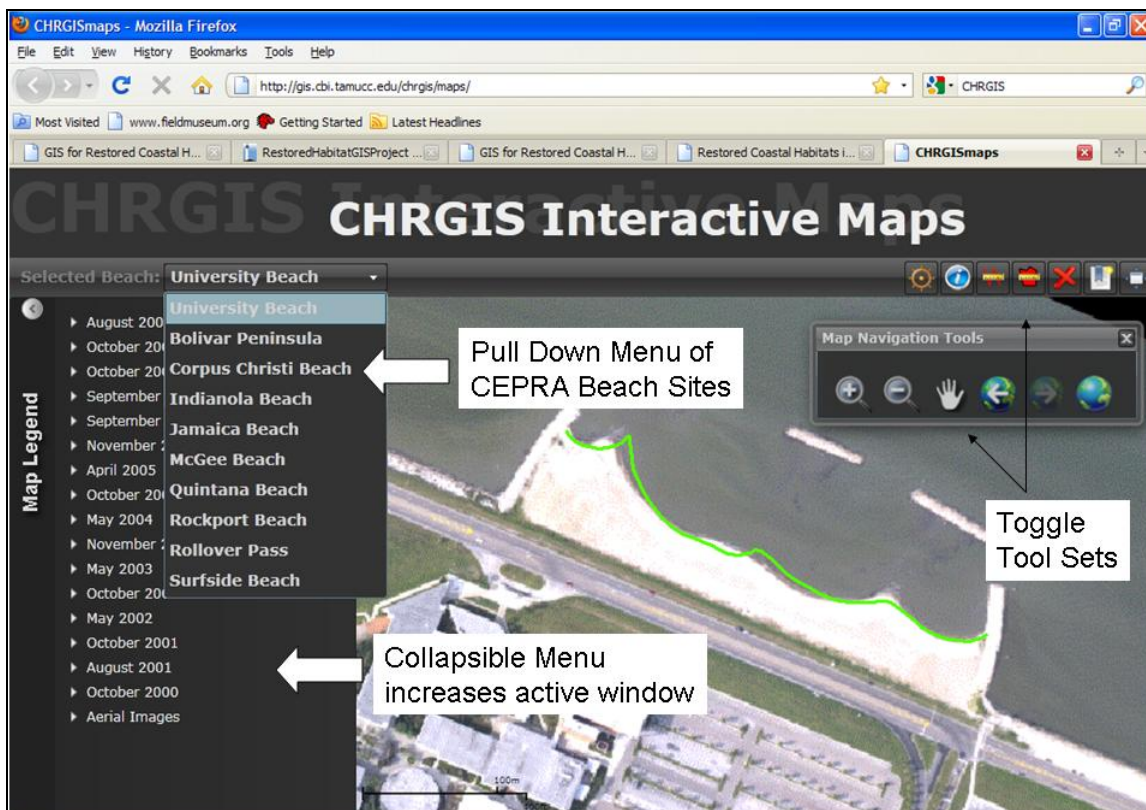 CHRGISmaps - Mozilla Firefox
File Edit View History Bookmarks Tools Help
http://gis.cbi.tamucc.edu/chrgis/maps/
CHRGIS
Most Visited www.fieldmuseum.org Getting Started Latest Headlines
GIS for Restored Coastal H... RestoredHabitatGISProject ... GIS for Restored Coastal H... Restored Coastal Habitats i... CHRGISmaps
CHRGIS Interactive Maps
CHRGIS Interactive Maps
Selected Beach: University Beach
University Beach
Bolivar Peninsula
Corpus Christi Beach
Indianola Beach
Jamaica Beach
McGee Beach
Quintana Beach
Rockport Beach
Rollover Pass
Surfside Beach
Map Legend
August 200
October 20
October 20
September
September
November 2
April 2005
October 20
May 2004
November 2
May 2003
October 20
May 2002
October 2001
August 2001
October 2000
Aerial Images
Pull Down Menu of
CEPRA Beach Sites
Map Navigation Tools
Toggle
Tool Sets
Collapsible Menu
increases active window
100m